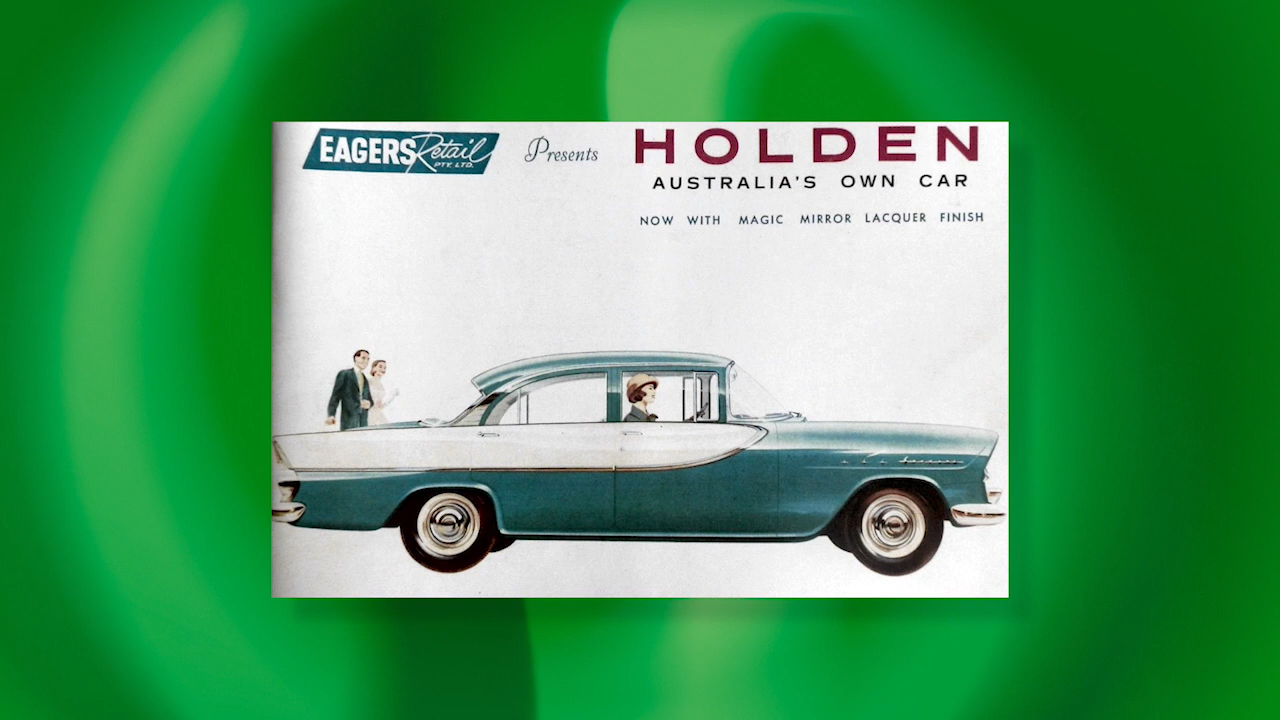 EAGERS Retail
PTY. LTD.
Presents
HOLDEN
AUSTRALIA'S OWN CAR
NOW WITH MAGIC MIRROR LACQUER FINISH